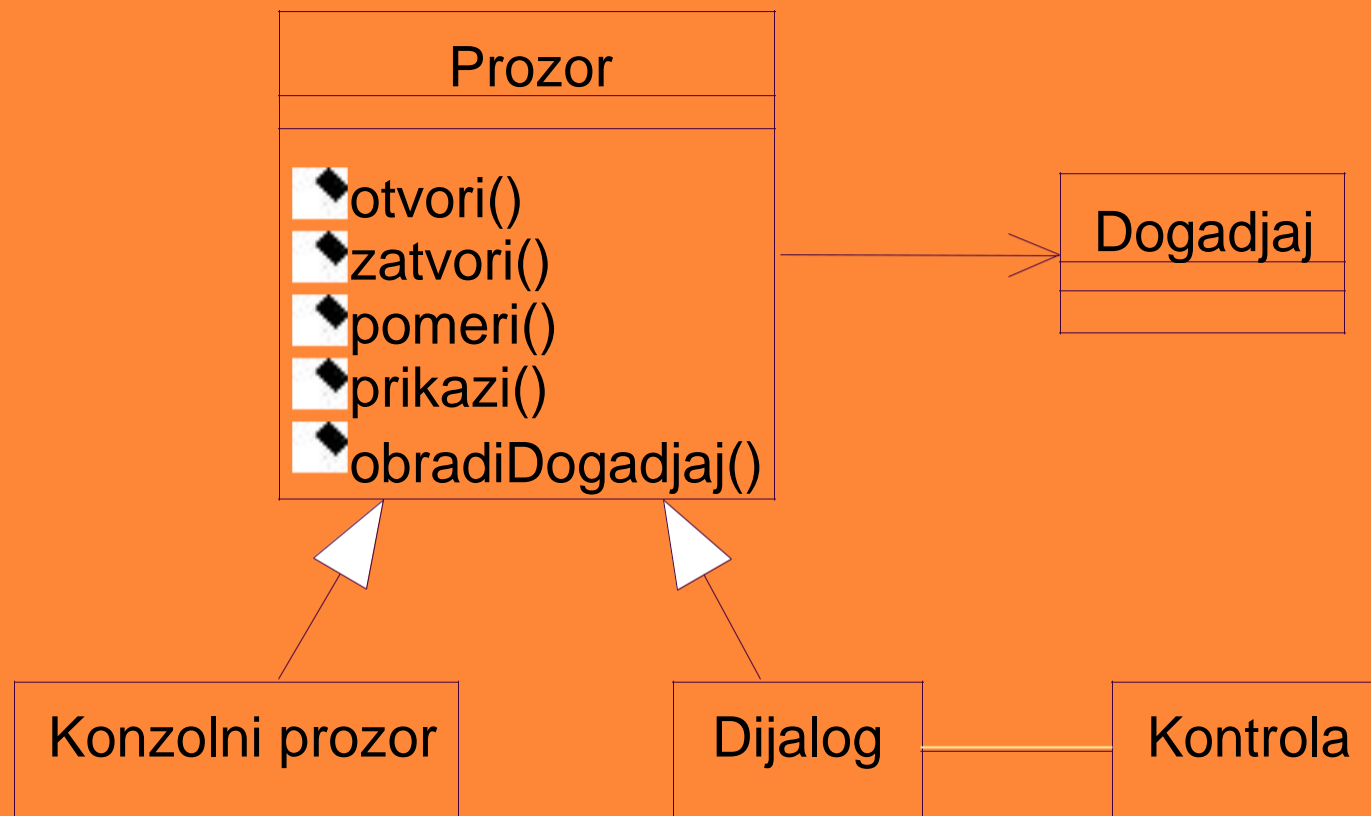 Prozor
otvori()
zatvori()
pomeri()
prikazi()
obradiDogadjaj()
Dogadjaj
Konzolni prozor
Dijalog
Kontrola